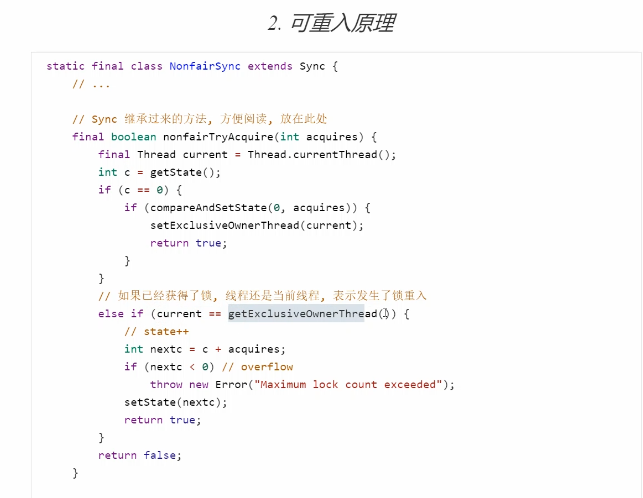 2. 可重入原理
static final class NonfairSync extends Sync {
// ...
// Sync 继承过来的方法, 方便阅读, 放在此处
final boolean nonfairTryAcquire(int acquires) {
final Thread current = Thread.currentThread();
int c = getState();
if (c == 0) {
if (compareAndSetState(0, acquires)) {
setExclusiveOwnerThread(current);
return true;
}
}
// 如果已经获得了锁, 线程还是当前线程, 表示发生了锁重入
else if (current == getExclusiveOwnerThread()) {
// state++
int nextc = c + acquires;
if (nextc < 0) // overflow
throw new Error("Maximum lock count exceeded");
setState(nextc);
return true;
}
return false;
}